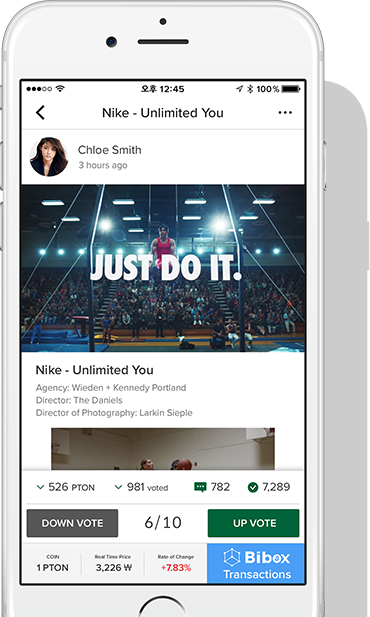 오후 12:45
100%
Nike - Unlimited You
Chloe Smith
3 hours ago
JUST DO IT.
Nike - Unlimited You
Agency: Wieden + Kennedy Portland
Director: The Daniels
Director of Photography: Larkin Sieple
526 PTON
981 voted
782
7,289
DOWN VOTE
6/10
UP VOTE
COIN
1 PTON
Real Time Price
3,226 ₩
Rate of Change
+7.83%
Bibox
Transactions